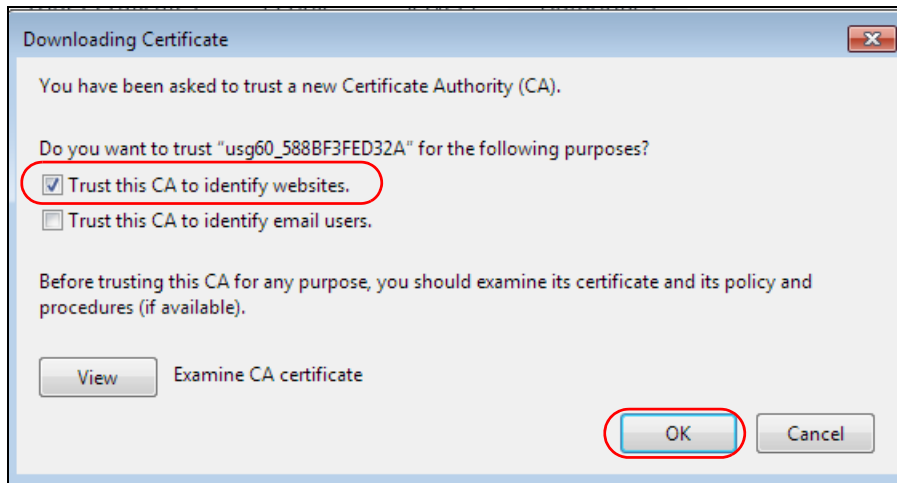 Downloading Certificate
You have been asked to trust a new Certificate Authority (CA).
Do you want to trust “usg60_588BF3FED32A” for the following purposes?
Trust this CA to identify websites.
Trust this CA to identify email users.
Before trusting this CA for any purpose, you should examine its certificate and its policy and
procedures (if available).
View Examine CA certificate
OK Cancel